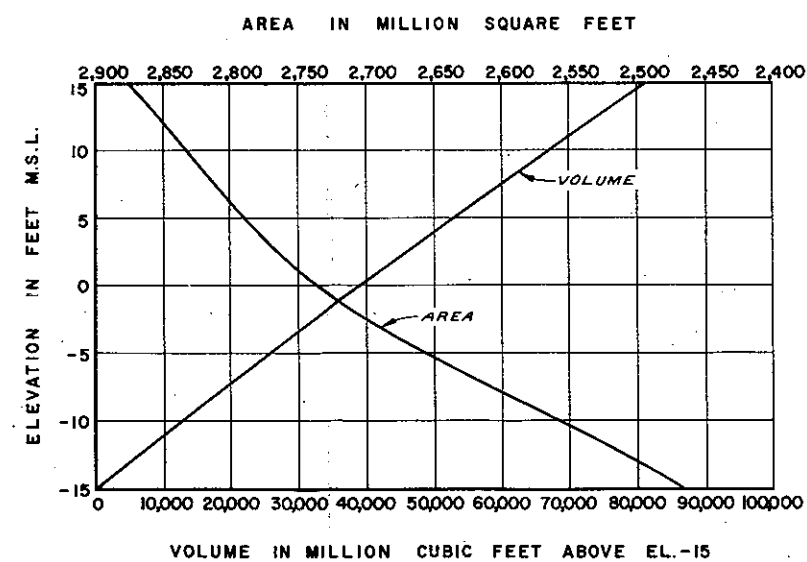 AREA IN MILLION SQUARE FEET
2,900 2,850 2,800 2,750 2,700 2,650 2,600 2,550 2,500 2,450 2,400
ELEVATION IN FEET M.S.L.
15
10
5
0
-5
-10
-15
VOLUME
AREA
0 10,000 20,000 30,000 40,000 50,000 60,000 70,000 80,000 90,000 100,000
VOLUME IN MILLION CUBIC FEET ABOVE EL.-15